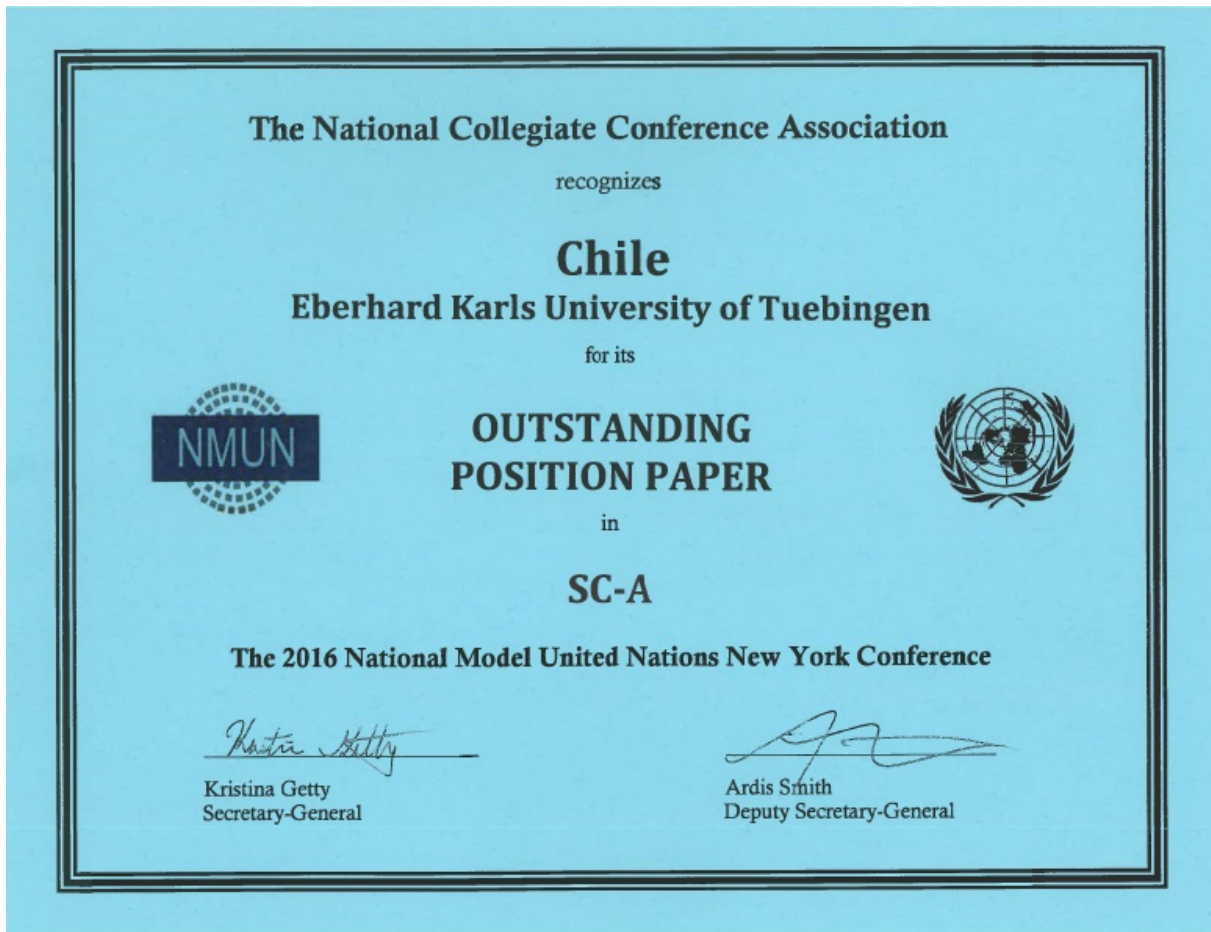 The National Collegiate Conference Association
recognizes
Chile
Eberhard Karls University of Tuebingen
for its
NMUN
OUTSTANDING
POSITION PAPER
in
SC-A
The 2016 National Model United Nations New York Conference
Kristina Getty
Kristina Getty
Secretary-General
Ardis Smith
Deputy Secretary-General